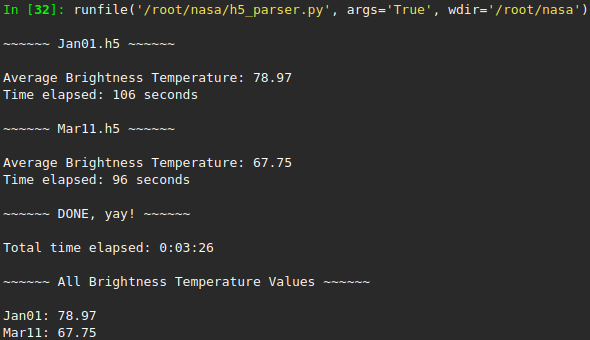 In [32]: runfile('/root/nasa/h5_parser.py', args='True', wdir='/root/nasa')
~~~~~~ Jan01.h5 ~~~~~~
Average Brightness Temperature: 78.97
Time elapsed: 106 seconds
~~~~~~ Mar11.h5 ~~~~~~
Average Brightness Temperature: 67.75
Time elapsed: 96 seconds
~~~~~~ DONE, yay! ~~~~~~
Total time elapsed: 0:03:26
~~~~~~ All Brightness Temperature Values ~~~~~~
Jan01: 78.97
Mar11: 67.75